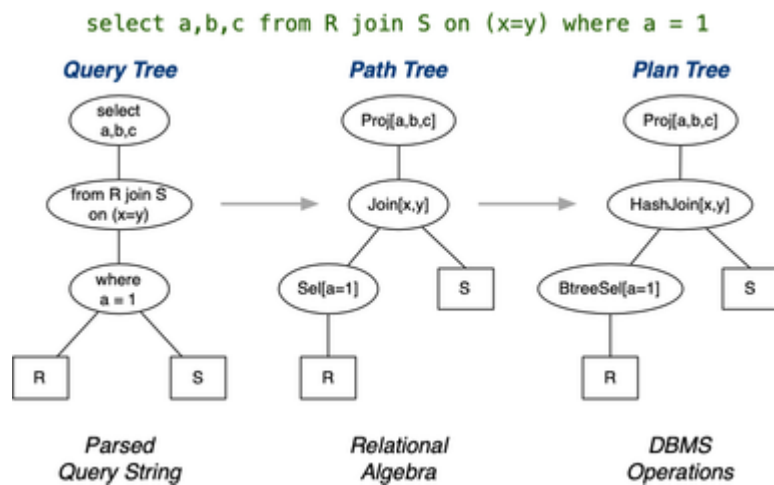 select a,b,c from R join S on (x=y) where a = 1
Query Tree
Path Tree
Plan Tree
select
a,b,c
Proj[a,b,c]
Proj[a,b,c]
from R join S
on (x=y)
Join[x,y]
HashJoin[x,y]
where
a = 1
Sel[a=1]
S
BtreeSel[a=1]
S
R
S
R
R
Parsed
Query String
Relational
Algebra
DBMS
Operations